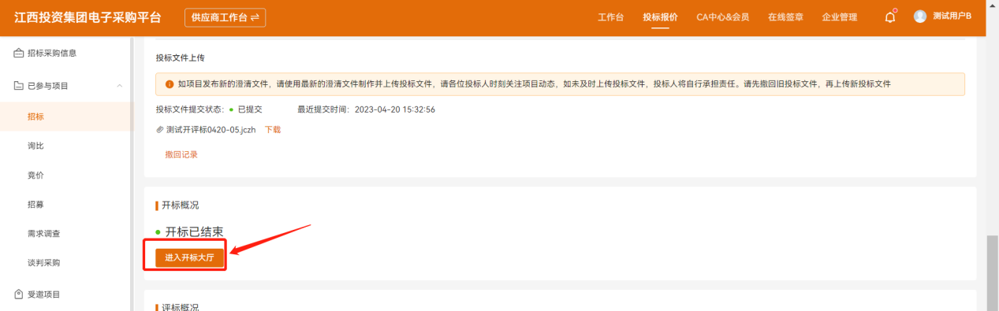 江西投资集团电子采购平台 供应商工作台 ⇌ 工作台 投标报价 CA中心&会员 在线签章 企业管理 测试用户B
招标采购信息
已参与项目
招标
询比
竞价
招募
需求调查
谈判采购
受邀项目
投标文件上传
如项目发布新的澄清文件，请使用最新的澄清文件制作并上传投标文件，请各位投标人时刻关注项目动态，如未及时上传投标文件，投标人将自行承担责任。请先撤回旧投标文件，再上传新投标文件
投标文件提交状态: 已提交 最近提交时间: 2023-04-20 15:32:56
测试开评标0420-05.jczh 下载
撤回记录
开标概况
开标已结束
进入开标大厅
评标概况